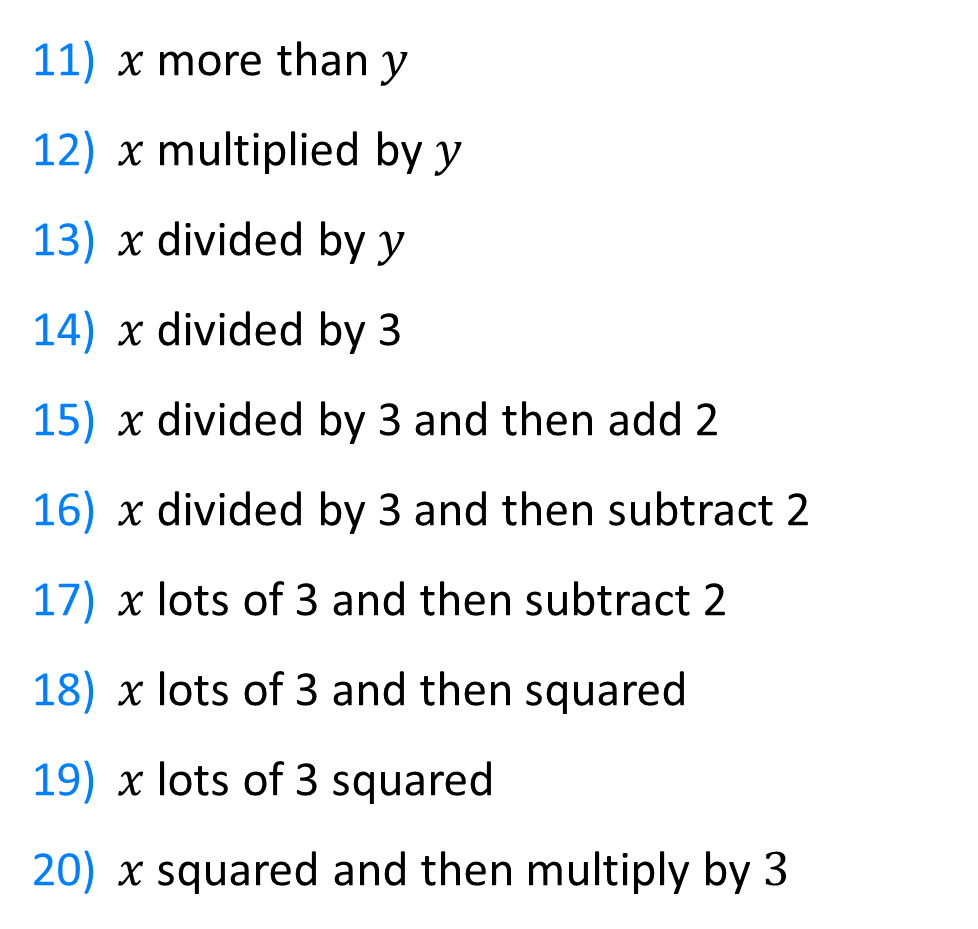 11) x more than y
12) x multiplied by y
13) x divided by y
14) x divided by 3
15) x divided by 3 and then add 2
16) x divided by 3 and then subtract 2
17) x lots of 3 and then subtract 2
18) x lots of 3 and then squared
19) x lots of 3 squared
20) x squared and then multiply by 3